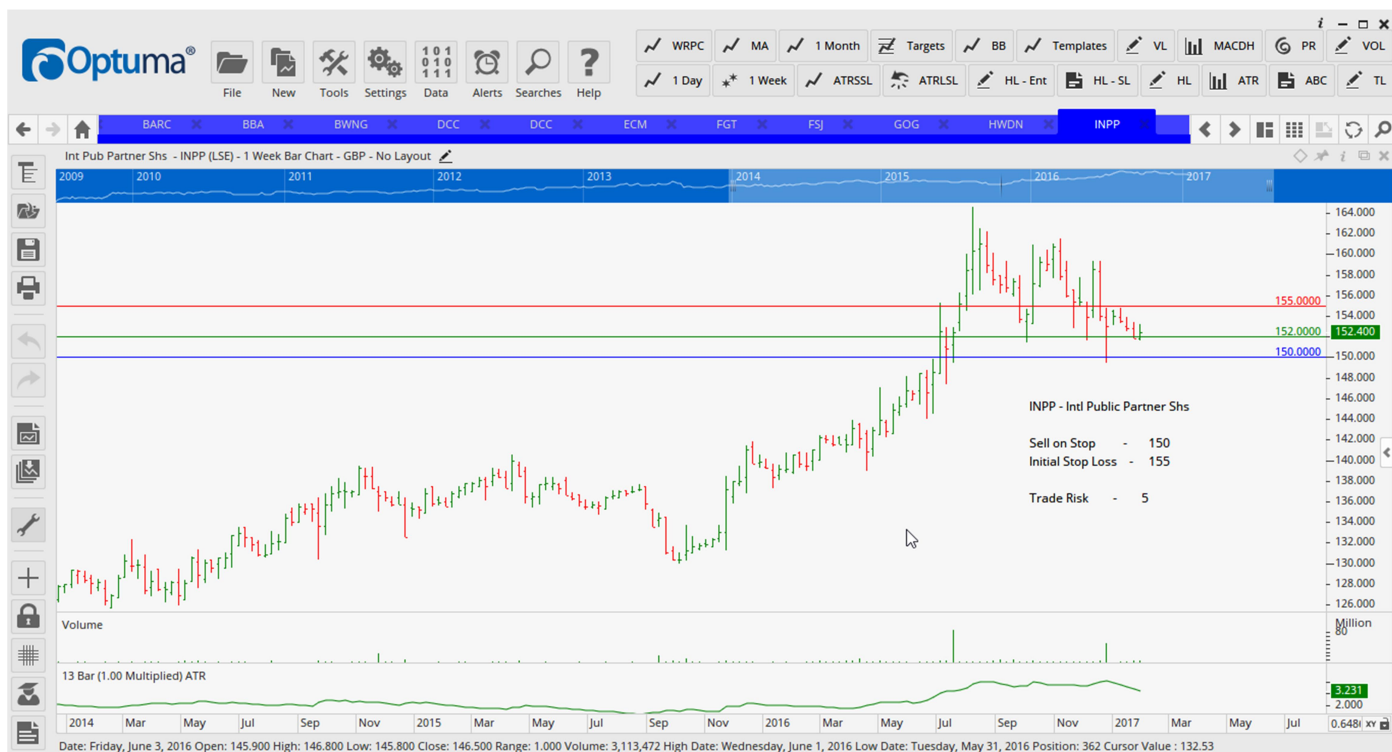 Optuma®
File New Tools Settings Data Alerts Searches Help
101
010
111
WRPC MA 1 Month Targets BB Templates VL MACDH PR VOL
1 Day 1 Week ATRSSL ATRLSL HL - Ent HL - SL HL ATR ABC TL
BARC BBA BWNG DCC DCC ECM FGT FSJ GOG HWDN INPP
Int Pub Partner Shs - INPP (LSE) - 1 Week Bar Chart - GBP - No Layout
2009 2010 2011 2012 2013 2014 2015 2016 2017
164.000
162.000
160.000
158.000
156.000
155.0000
154.000
152.0000 152.400
150.0000 150.000
148.000
146.000
INPP - Intl Public Partner Shs
144.000
Sell on Stop - 150
142.000
Initial Stop Loss - 155
140.000
138.000
Trade Risk - 5
136.000
134.000
132.000
130.000
128.000
126.000
Volume
Million
80
13 Bar (1.00 Multiplied) ATR
3.231
2.000
2014 Mar May Jul Sep Nov 2015 Mar May Jul Sep Nov 2016 Mar May Jul Sep Nov 2017 Mar May Jul XY
Date: Friday, June 3, 2016 Open: 145.900 High: 146.800 Low: 145.800 Close: 146.500 Range: 1.000 Volume: 3,113,472 High Date: Wednesday, June 1, 2016 Low Date: Tuesday, May 31, 2016 Position: 362 Cursor Value : 132.53